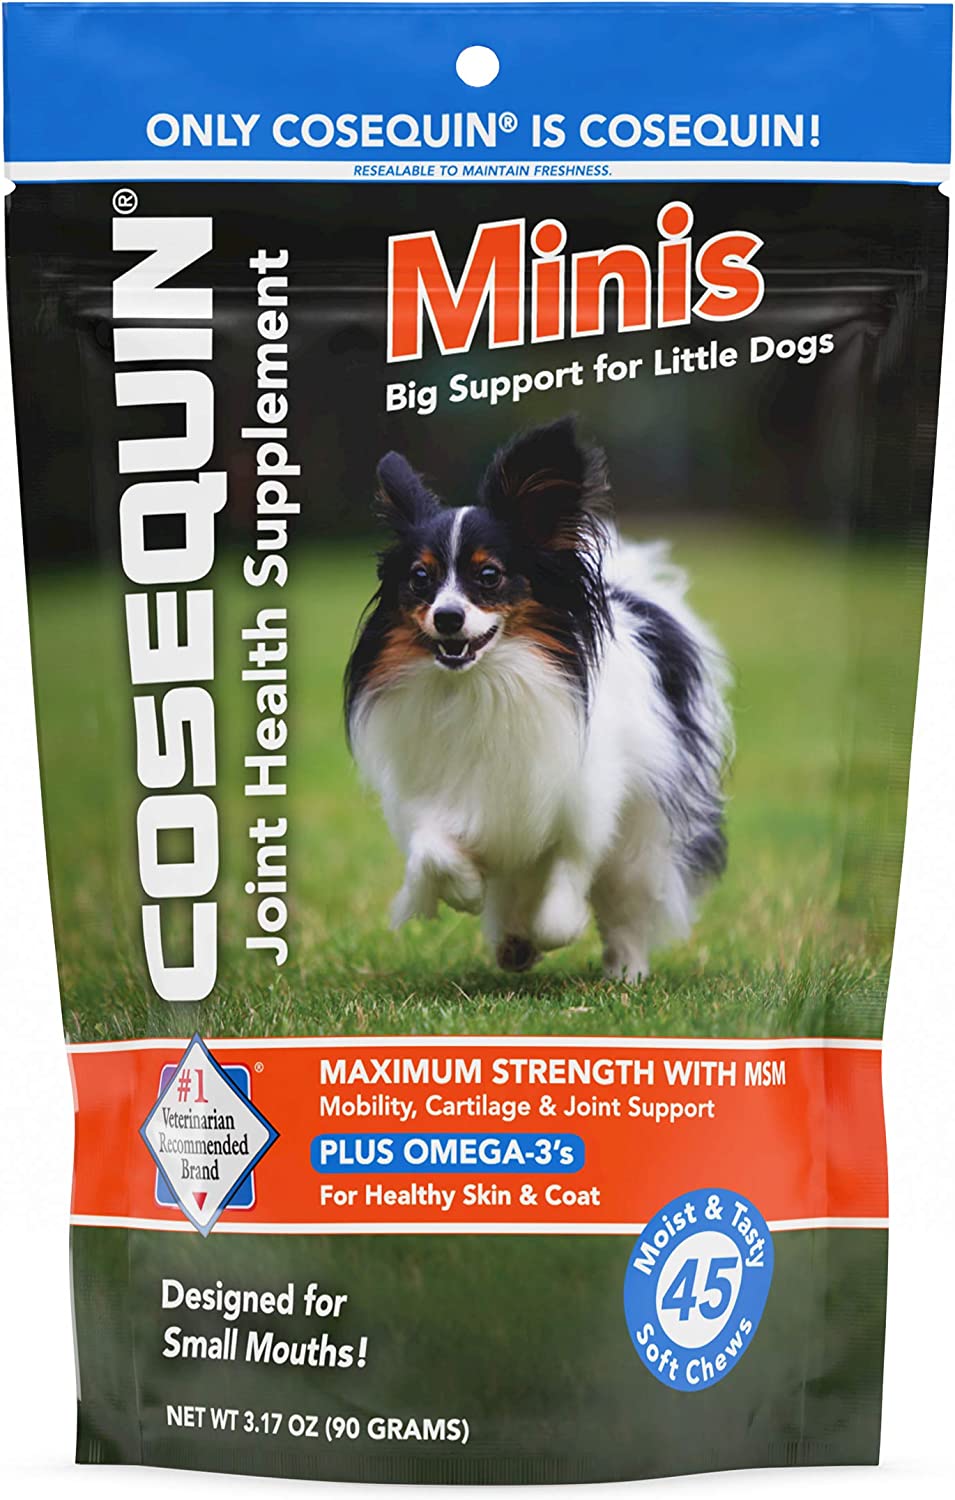 ONLY COSEQUIN® IS COSEQUIN!
RESEALABLE TO MAINTAIN FRESHNESS.
COSEQUIN®
Joint Health Supplement
Minis
Big Support for Little Dogs
#1
Veterinarian
Recommended
Brand
®
MAXIMUM STRENGTH WITH MSM
Mobility, Cartilage & Joint Support
PLUS OMEGA-3's
For Healthy Skin & Coat
Moist & Tasty
45
Soft Chews
Designed for
Small Mouths!
NET WT 3.17 OZ (90 GRAMS)